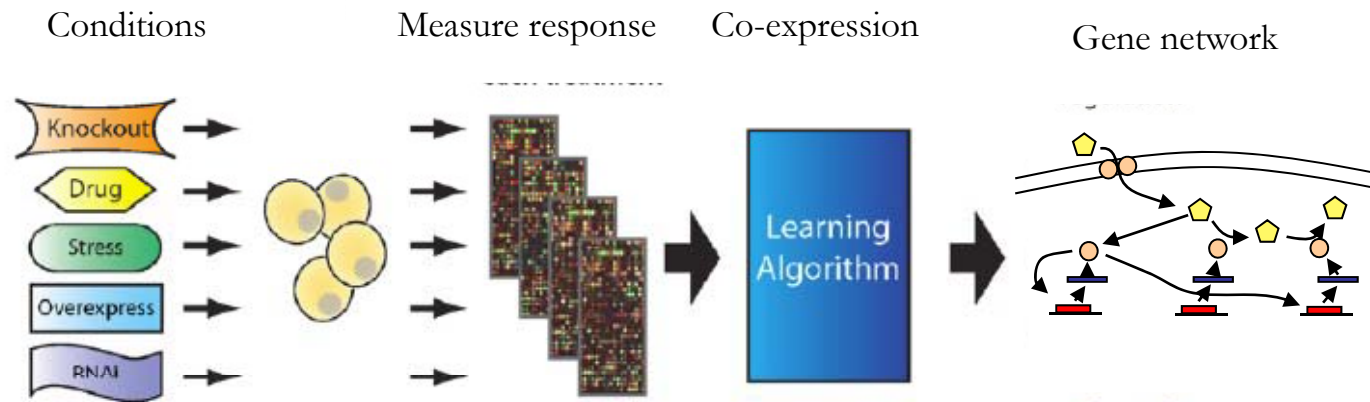 Conditions
Measure response
Co-expression
Gene network
Knockout
Drug
Stress
Overexpress
RNAi
Learning
Algorithm